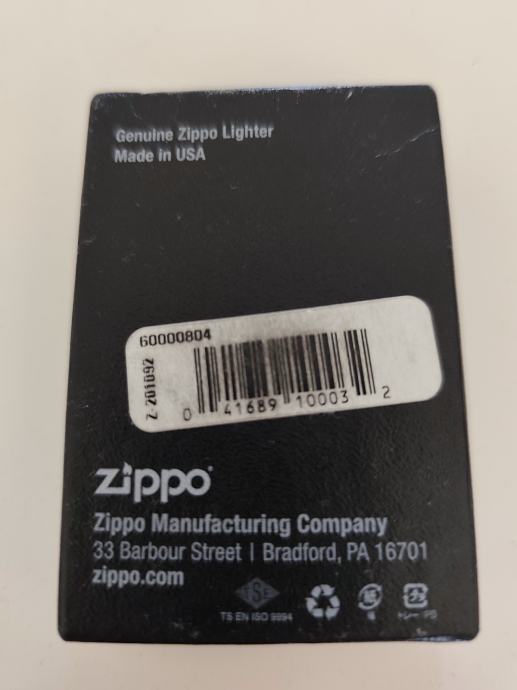 Genuine Zippo Lighter
Made in USA
60000804
Z-201092
0 41689 10003 2
zippo
Zippo Manufacturing Company
33 Barbour Street | Bradford, PA 16701
zippo.com
TSE
TS EN ISO 9994